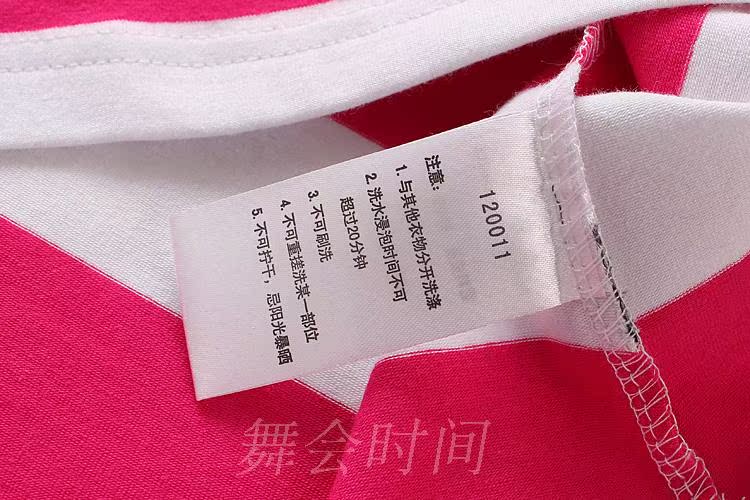 120011
注意：
1. 与其他衣物分开洗涤
2. 洗水浸泡时间不可
超过20分钟
3. 不可刷洗
4. 不可重搓洗某一部位
5. 不可拧干，忌阳光暴晒
舞会时间